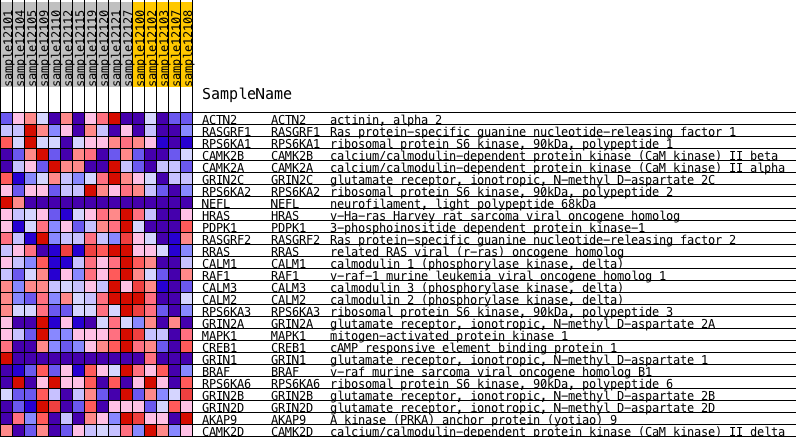 sample12101
sample12104
sample12105
sample12109
sample12110
sample12112
sample12115
sample12119
sample12120
sample12121
sample12127
sample12100
sample12102
sample12103
sample12107
sample12108
SampleName
ACTN2 ACTN2 actinin, alpha 2
RASGRF1 RASGRF1 Ras protein-specific guanine nucleotide-releasing factor 1
RPS6KA1 RPS6KA1 ribosomal protein S6 kinase, 90kDa, polypeptide 1
CAMK2B CAMK2B calcium/calmodulin-dependent protein kinase (CaM kinase) II beta
CAMK2A CAMK2A calcium/calmodulin-dependent protein kinase (CaM kinase) II alpha
GRIN2C GRIN2C glutamate receptor, ionotropic, N-methyl D-aspartate 2C
RPS6KA2 RPS6KA2 ribosomal protein S6 kinase, 90kDa, polypeptide 2
NEFL NEFL neurofilament, light polypeptide 68kDa
HRAS HRAS v-Ha-ras Harvey rat sarcoma viral oncogene homolog
PDPK1 PDPK1 3-phosphoinositide dependent protein kinase-1
RASGRF2 RASGRF2 Ras protein-specific guanine nucleotide-releasing factor 2
RRAS RRAS related RAS viral (r-ras) oncogene homolog
CALM1 CALM1 calmodulin 1 (phosphorylase kinase, delta)
RAF1 RAF1 v-raf-1 murine leukemia viral oncogene homolog 1
CALM3 CALM3 calmodulin 3 (phosphorylase kinase, delta)
CALM2 CALM2 calmodulin 2 (phosphorylase kinase, delta)
RPS6KA3 RPS6KA3 ribosomal protein S6 kinase, 90kDa, polypeptide 3
GRIN2A GRIN2A glutamate receptor, ionotropic, N-methyl D-aspartate 2A
MAPK1 MAPK1 mitogen-activated protein kinase 1
CREB1 CREB1 cAMP responsive element binding protein 1
GRIN1 GRIN1 glutamate receptor, ionotropic, N-methyl D-aspartate 1
BRAF BRAF v-raf murine sarcoma viral oncogene homolog B1
RPS6KA6 RPS6KA6 ribosomal protein S6 kinase, 90kDa, polypeptide 6
GRIN2B GRIN2B glutamate receptor, ionotropic, N-methyl D-aspartate 2B
GRIN2D GRIN2D glutamate receptor, ionotropic, N-methyl D-aspartate 2D
AKAP9 AKAP9 A kinase (PRKA) anchor protein (yotiao) 9
CAMK2D CAMK2D calcium/calmodulin-dependent protein kinase (CaM kinase) II delta